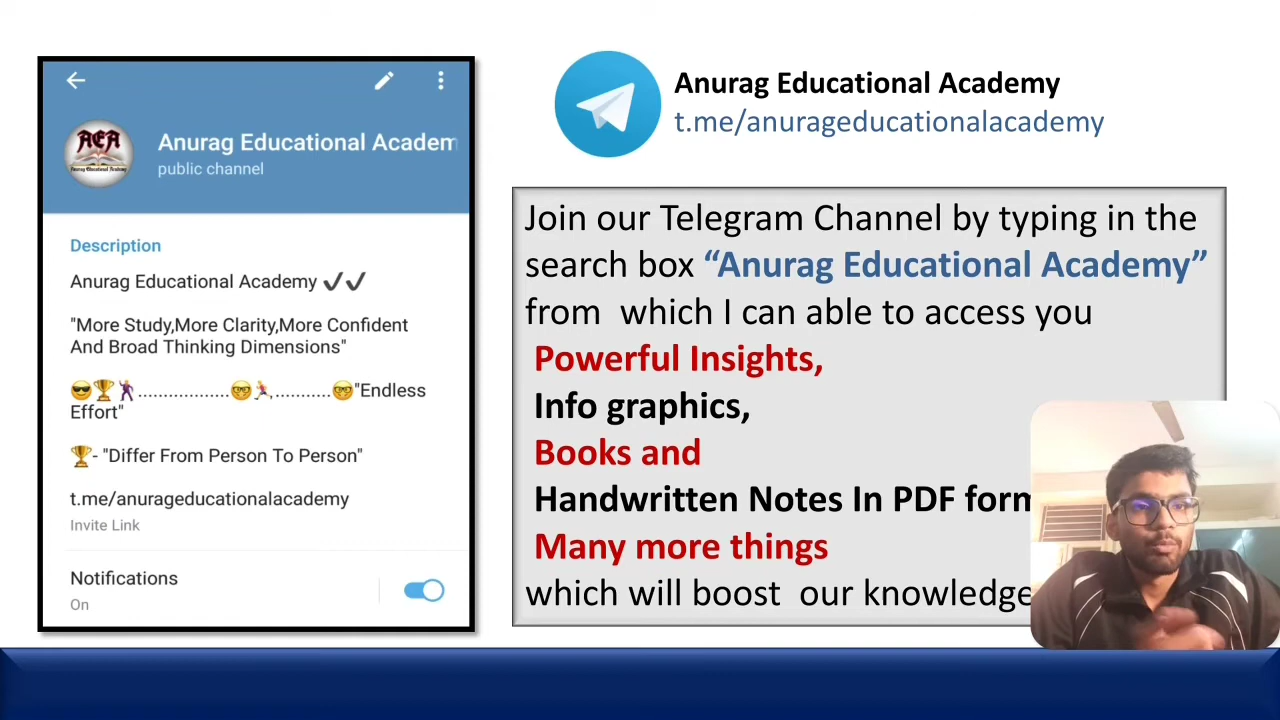 Anurag Educational Academ
public channel
Description
Anurag Educational Academy ✓✓
"More Study,More Clarity,More Confident
And Broad Thinking Dimensions"
😎🏆🕺..................🤓🏃...........🤓"Endless
Effort"
🏆- "Differ From Person To Person"
t.me/anurageducationalacademy
Invite Link
Notifications
On
AEA
Anurag Educational Academy
Anurag Educational Academy
t.me/anurageducationalacademy
Join our Telegram Channel by typing in the
search box “Anurag Educational Academy”
from  which I can able to access you
Powerful Insights,
Info graphics,
Books and
Handwritten Notes In PDF form
Many more things
which will boost  our knowledge